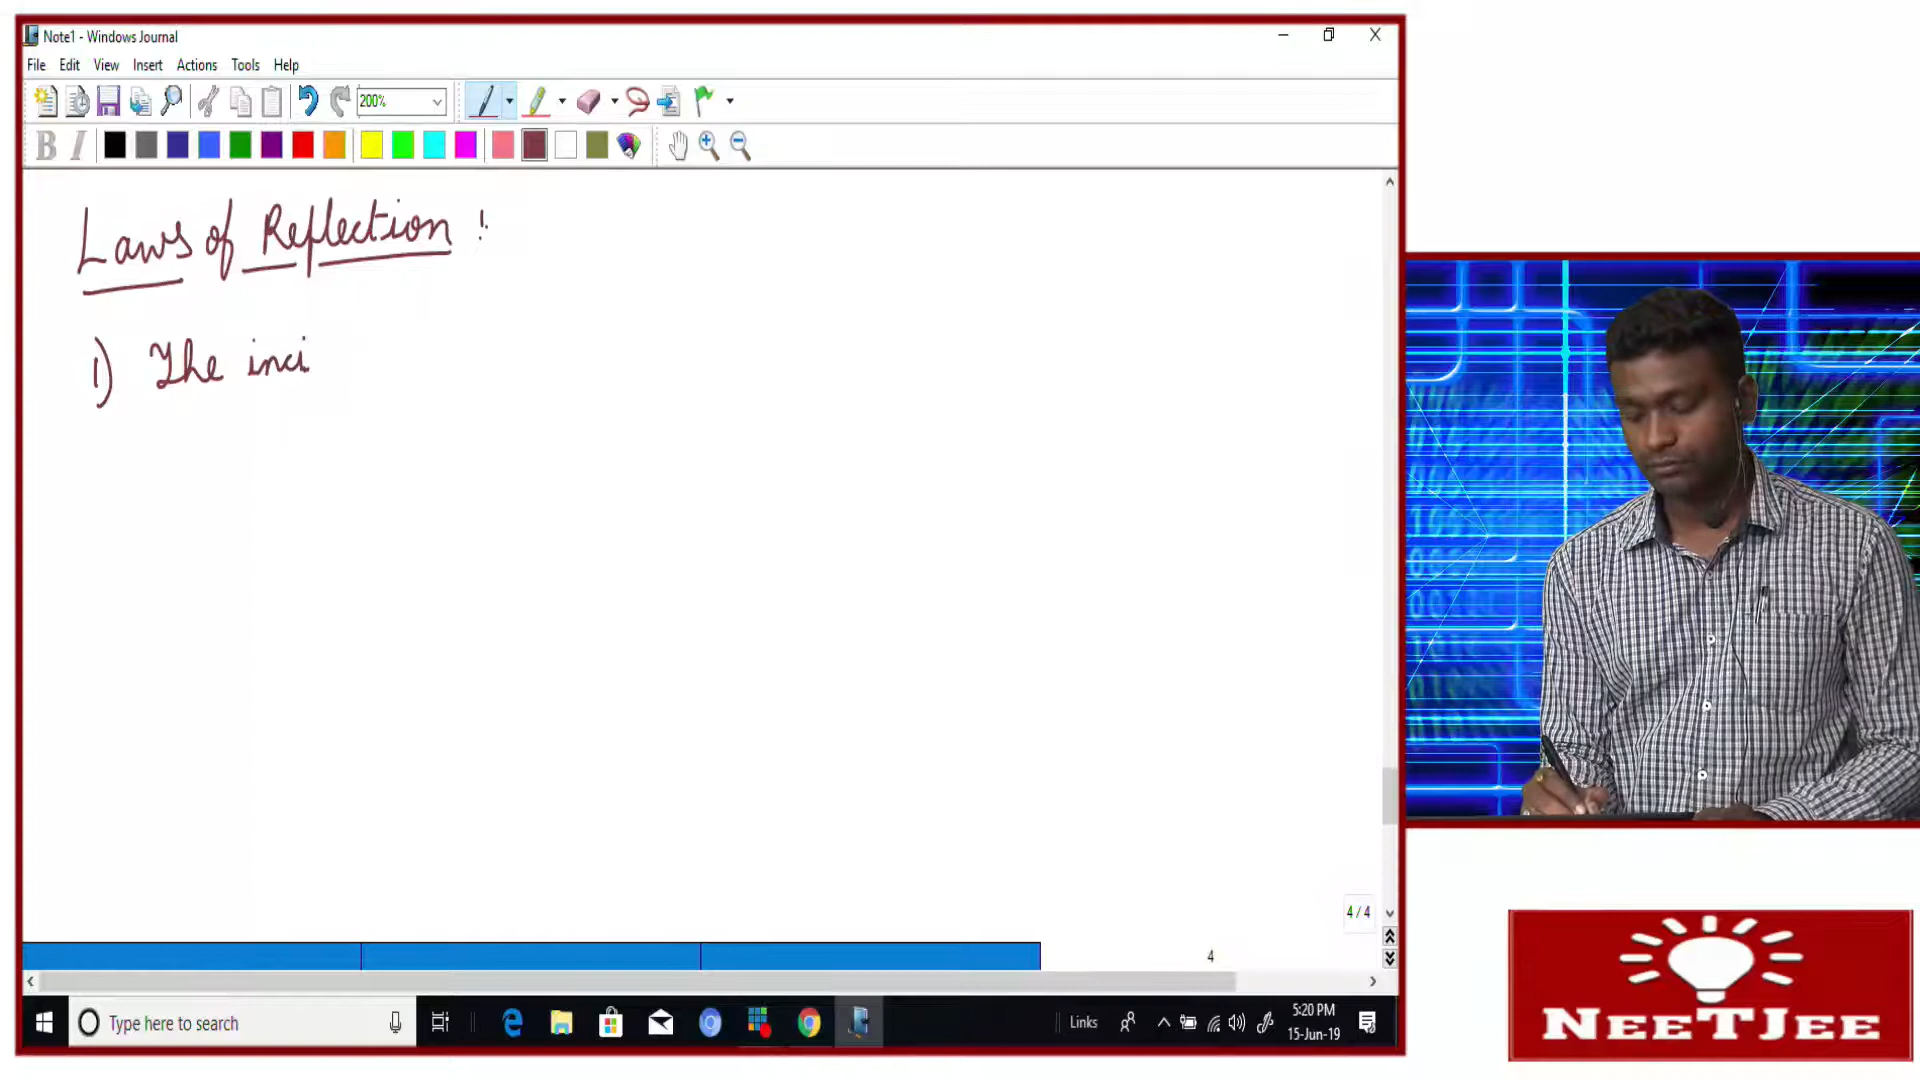 Note1 - Windows Journal
File Edit View Insert Actions Tools Help
200%
B I
Laws of Reflection :
1) The inci
4 / 4
4
Type here to search
Links
5:20 PM
15-Jun-19
NEETJEE